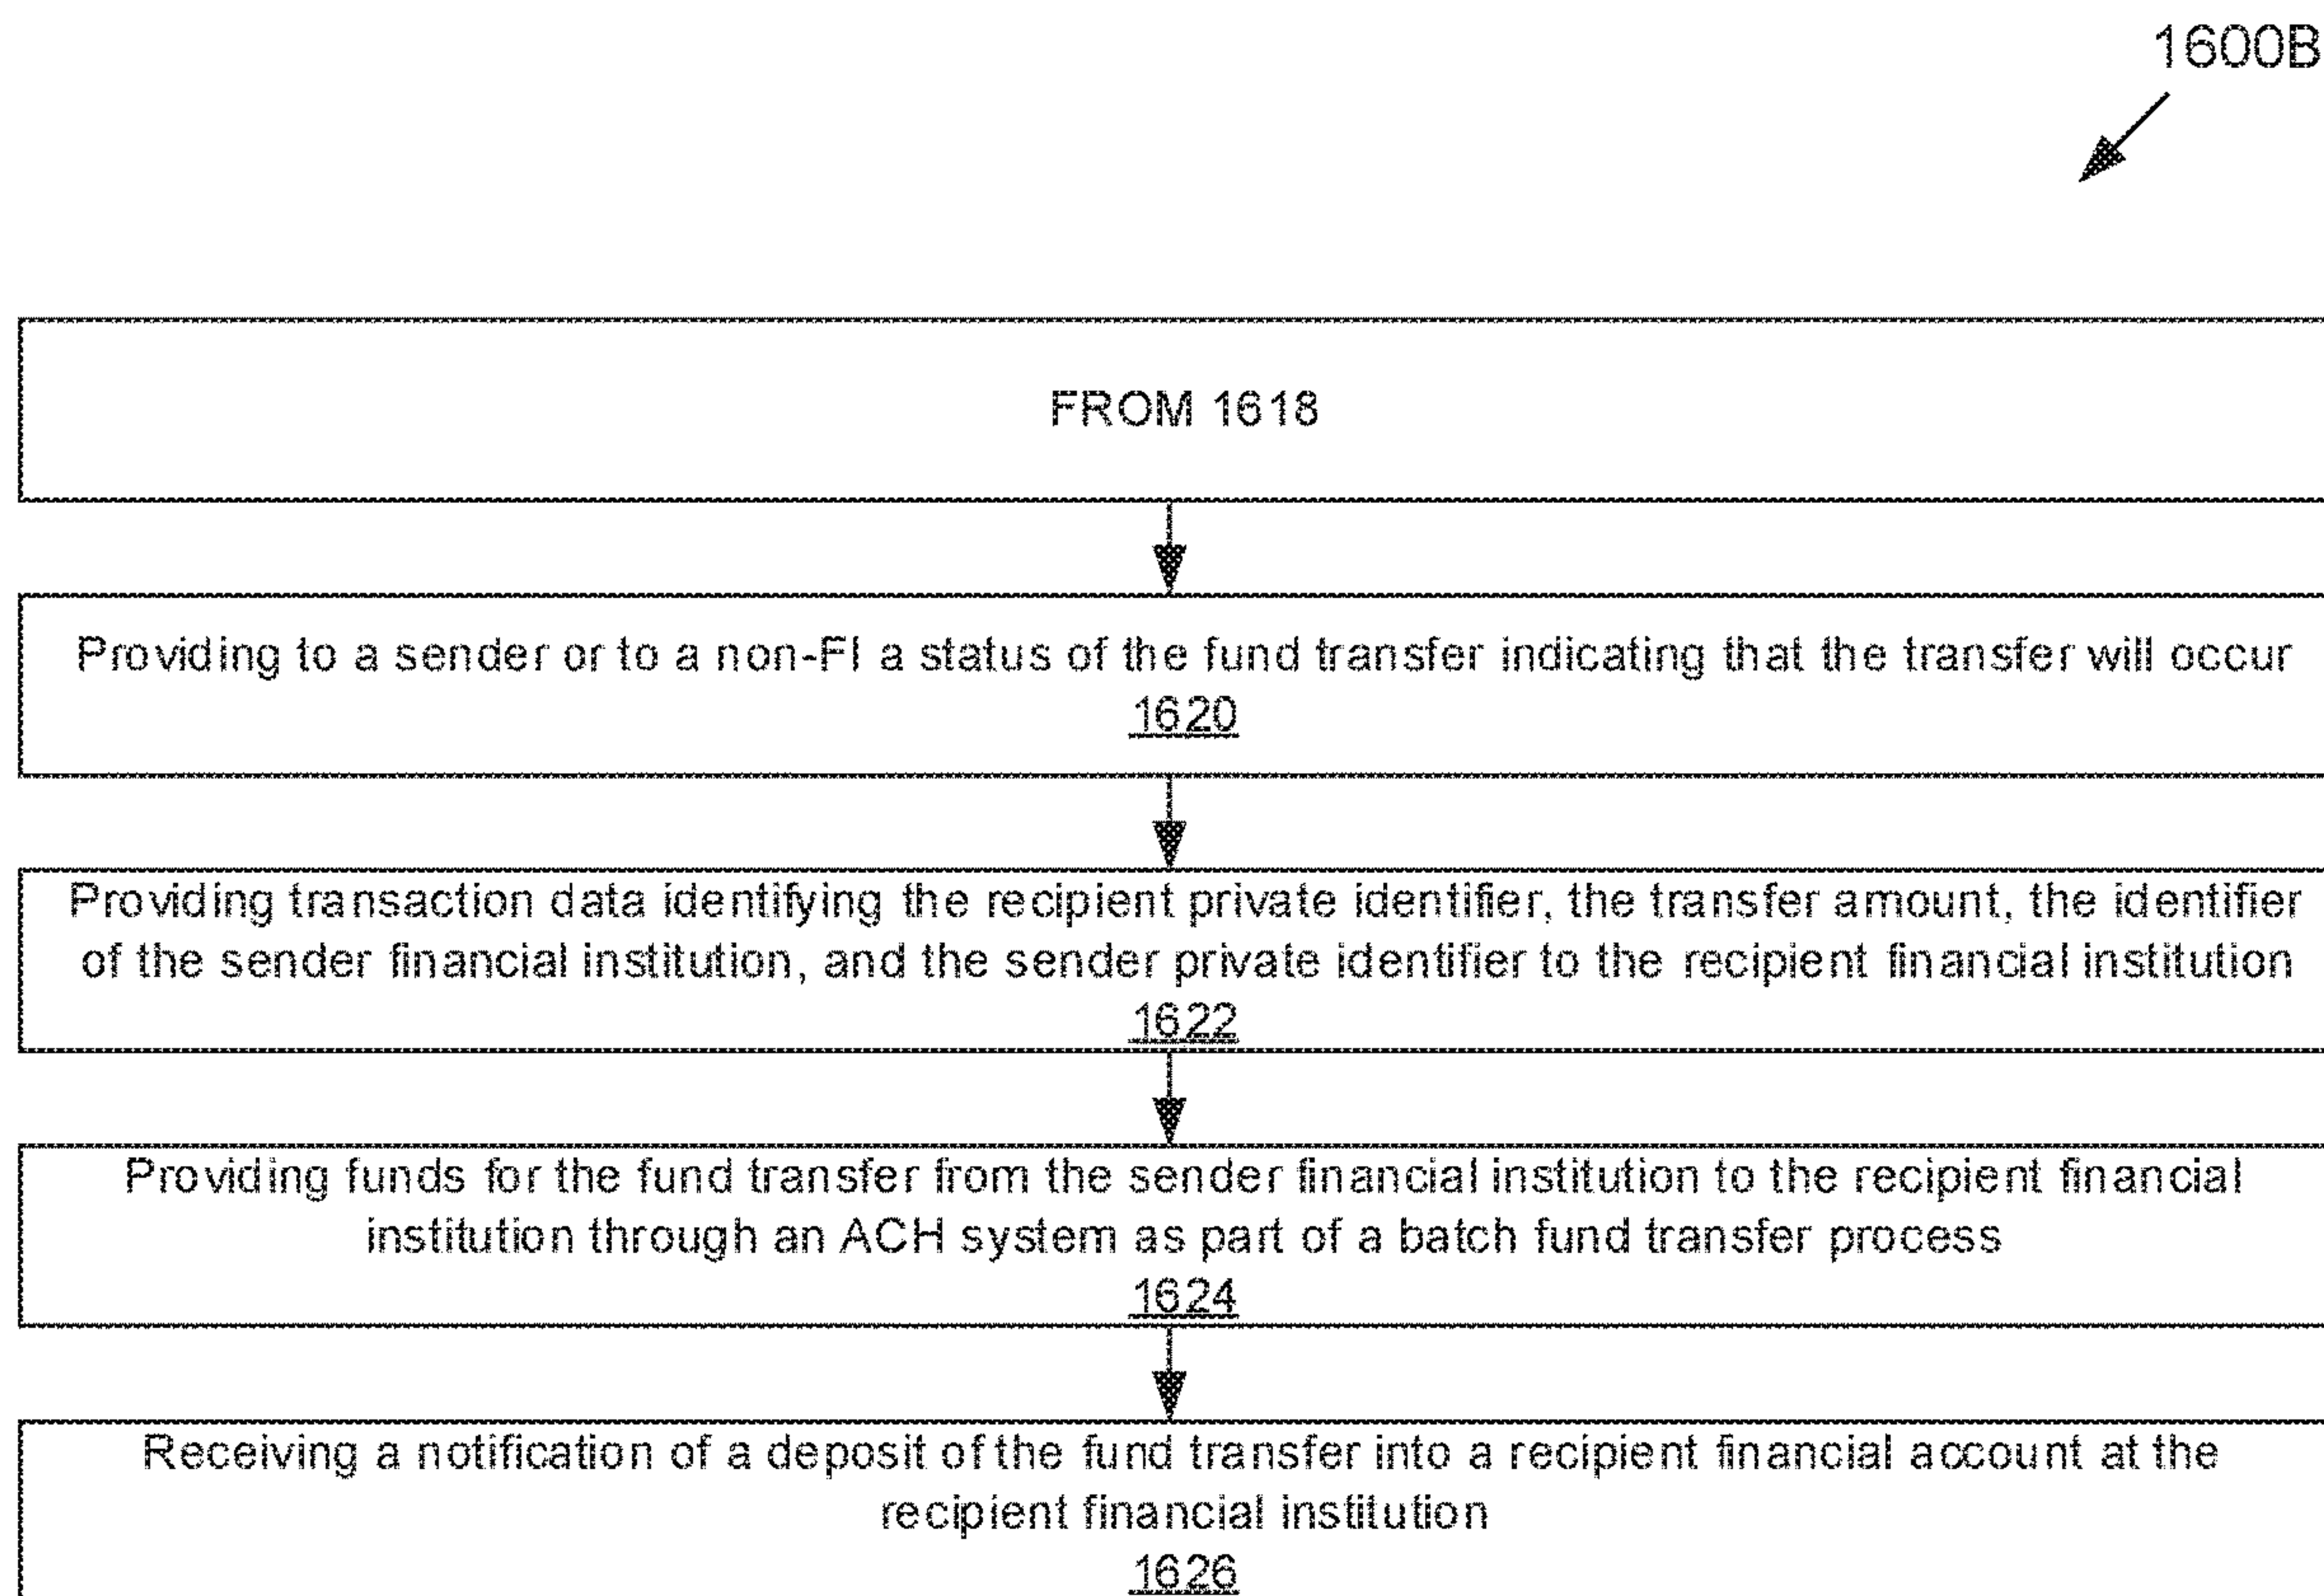 1600B
FROM 1618
Providing to a sender or to a non-FI a status of the fund transfer indicating that the transfer will occur
1620
Providing transaction data identifying the recipient private identifier, the transfer amount, the identifier
of the sender financial institution, and the sender private identifier to the recipient financial institution
1622
Providing funds for the fund transfer from the sender financial institution to the recipient financial
institution through an ACH system as part of a batch fund transfer process
1624
Receiving a notification of a deposit of the fund transfer into a recipient financial account at the
recipient financial institution
1626